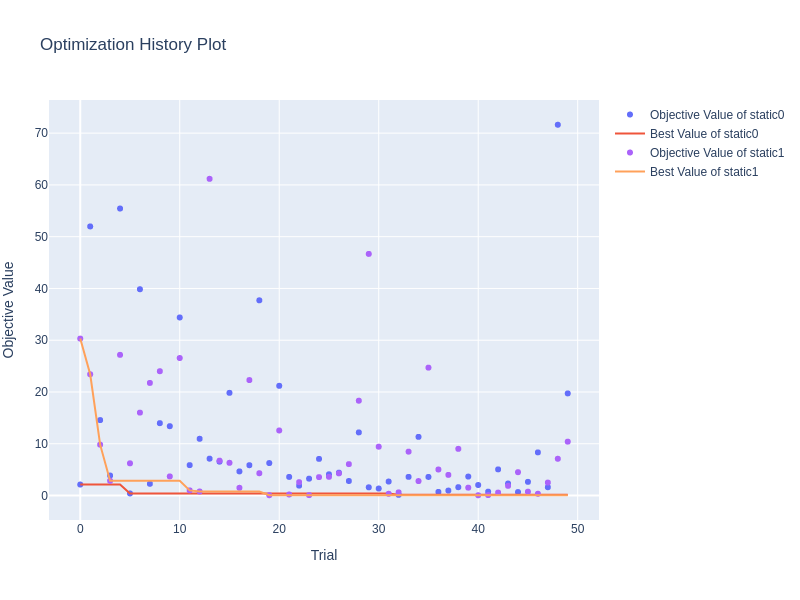 Optimization History Plot
Objective Value of static0
Best Value of static0
Objective Value of static1
Best Value of static1
Objective Value
70
60
50
40
30
20
10
0
0 10 20 30 40 50
Trial